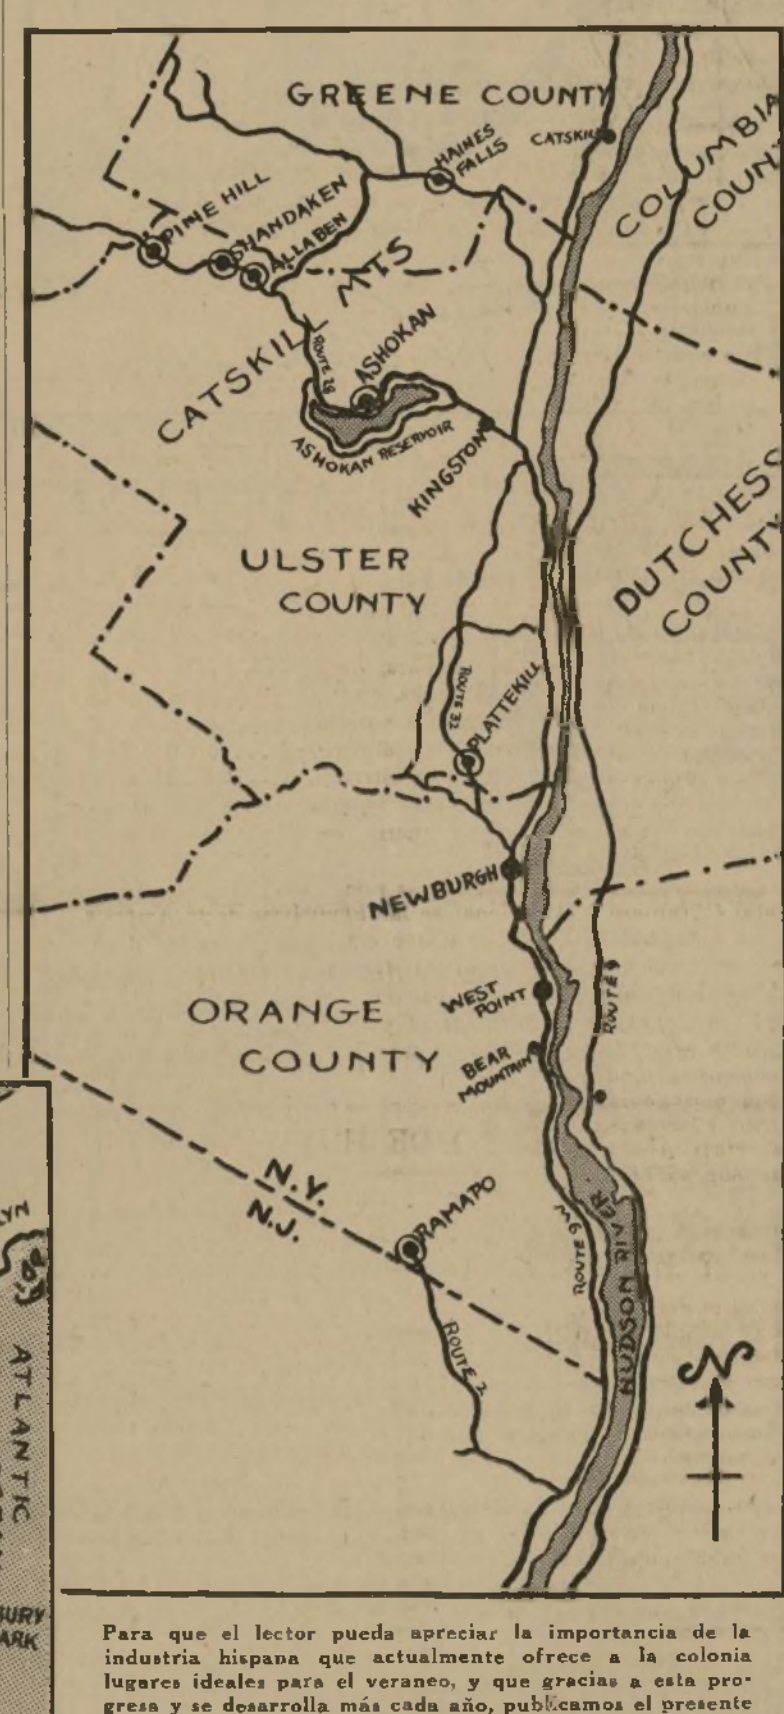 GREENE COUNTY
HAINES
FALLS
CATSKILL
COLUMBIA
PINE HILL
SHANDAKEN
ALLABEN
CATSKILL MTS
ROUTE 28
ASHOKAN
ASHOKAN RESERVOIR
KINGSTON
ULSTER
COUNTY
DUTCHESS
COUNTY
ROUTE 32
PLATTEKILL
NEWBURGH
WEST
POINT
ORANGE
COUNTY
BEAR
MOUNTAIN
ROUTE 9
N.Y.
N.J.
RAMAPO
ROUTE 9W
HUDSON RIVER
ROUTE 2
N
ATLANTIC
Para que el lector pueda apreciar la importancia de la
industria hispana que actualmente ofrece a la colonia
lugares ideales para el veraneo, y que gracias a esta pro-
gresa y se desarrolla más cada año, publicamos el presente